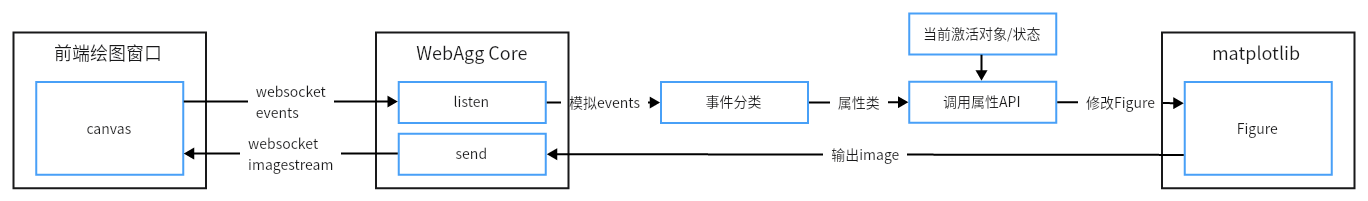 前端绘图窗口
canvas
websocket
events
websocket
imagestream
WebAgg Core
listen
send
模拟events
事件分类
属性类
当前激活对象/状态
调用属性API
修改Figure
输出image
matplotlib
Figure